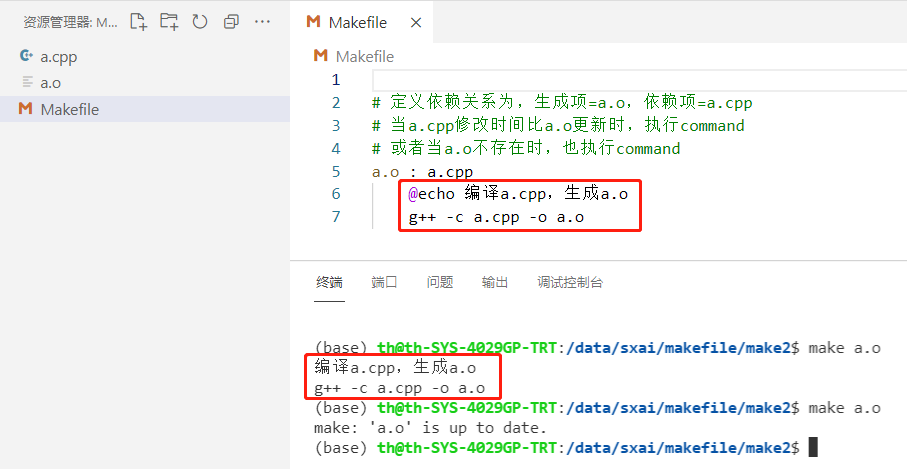 资源管理器: M...
Makefile
a.cpp
a.o
Makefile
Makefile
1
2 # 定义依赖关系为，生成项=a.o，依赖项=a.cpp
3 # 当a.cpp修改时间比a.o更新时，执行command
4 # 或者当a.o不存在时，也执行command
5 a.o : a.cpp
6 @echo 编译a.cpp，生成a.o
7 g++ -c a.cpp -o a.o
终端 端口 问题 输出 调试控制台
(base) th@th-SYS-4029GP-TRT:/data/sxai/makefile/make2$ make a.o
编译a.cpp，生成a.o
g++ -c a.cpp -o a.o
(base) th@th-SYS-4029GP-TRT:/data/sxai/makefile/make2$ make a.o
make: 'a.o' is up to date.
(base) th@th-SYS-4029GP-TRT:/data/sxai/makefile/make2$